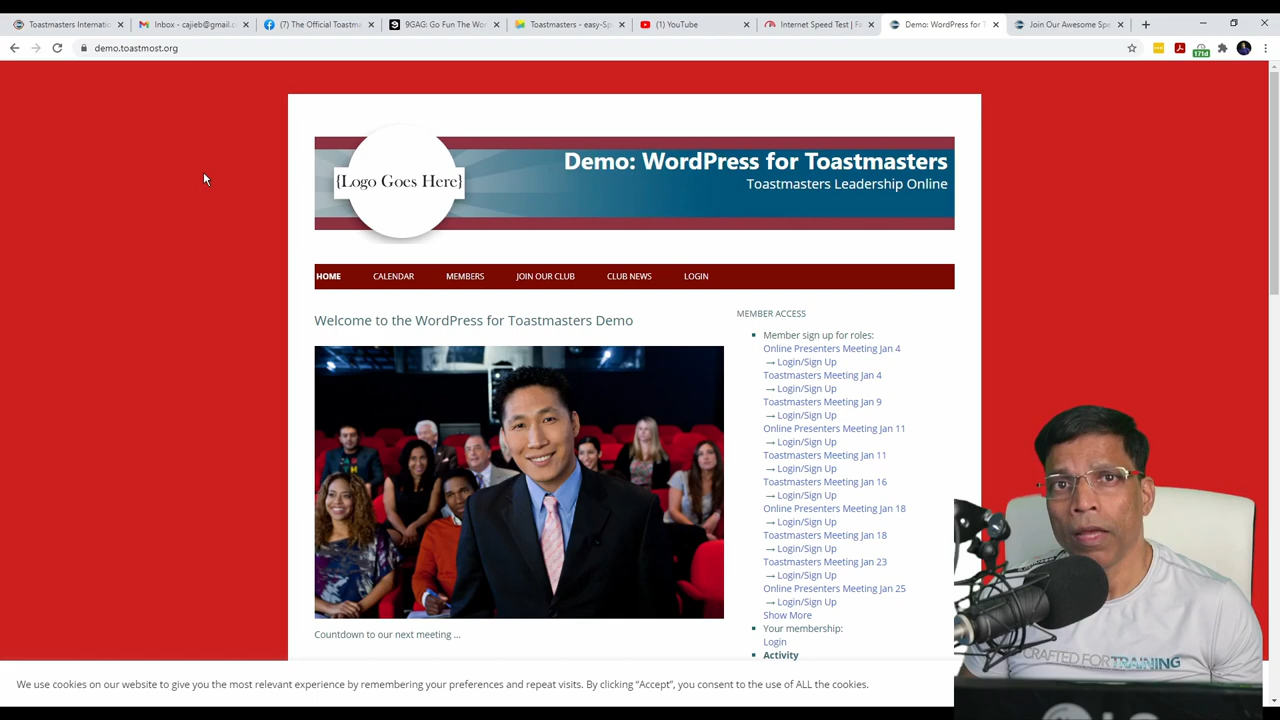 Toastmasters Internatio
Inbox - cajieb@gmail.c
(7) The Official Toastma
9GAG: Go Fun The Wor
Toastmasters - easy-Sp
(1) YouTube
Internet Speed Test | Fa
Demo: WordPress for T
Join Our Awesome Spe
demo.toastmost.org
171d
{Logo Goes Here}
Demo: WordPress for Toastmasters
Toastmasters Leadership Online
HOME CALENDAR MEMBERS JOIN OUR CLUB CLUB NEWS LOGIN
Welcome to the WordPress for Toastmasters Demo
Countdown to our next meeting ...
MEMBER ACCESS
Member sign up for roles:
Online Presenters Meeting Jan 4
→ Login/Sign Up
Toastmasters Meeting Jan 4
→ Login/Sign Up
Toastmasters Meeting Jan 9
→ Login/Sign Up
Online Presenters Meeting Jan 11
→ Login/Sign Up
Toastmasters Meeting Jan 11
→ Login/Sign Up
Toastmasters Meeting Jan 16
→ Login/Sign Up
Online Presenters Meeting Jan 18
→ Login/Sign Up
Toastmasters Meeting Jan 18
→ Login/Sign Up
Toastmasters Meeting Jan 23
→ Login/Sign Up
Online Presenters Meeting Jan 25
→ Login/Sign Up
Show More
Your membership:
Login
Activity
We use cookies on our website to give you the most relevant experience by remembering your preferences and repeat visits. By clicking “Accept”, you consent to the use of ALL the cookies.
CRAFTED FOR TRAINING